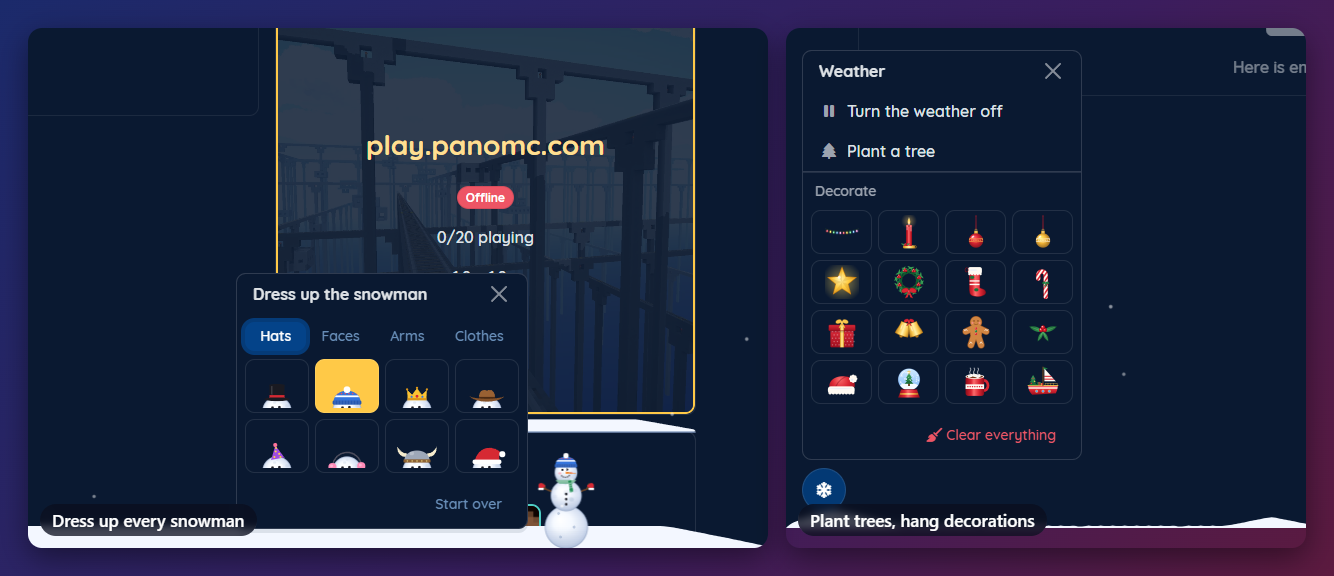 play.panomc.com
Offline
0/20 playing
Dress up the snowman
Hats Faces Arms Clothes
Start over
Dress up every snowman
Weather
Here is
Turn the weather off
Plant a tree
Decorate
Clear everything
Plant trees, hang decorations